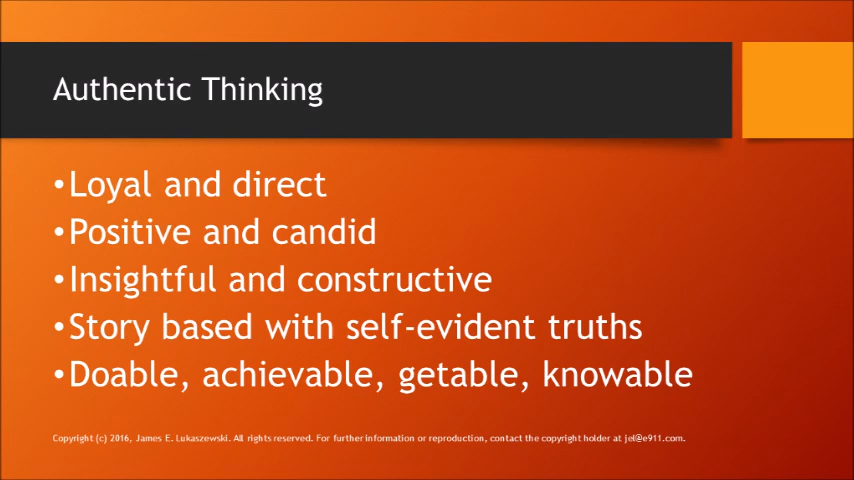 Authentic Thinking
•Loyal and direct
•Positive and candid
•Insightful and constructive
•Story based with self-evident truths
•Doable, achievable, getable, knowable
Copyright (c) 2016, James E. Lukaszewski. All rights reserved. For further information or reproduction, contact the copyright holder at jel@e911.com.